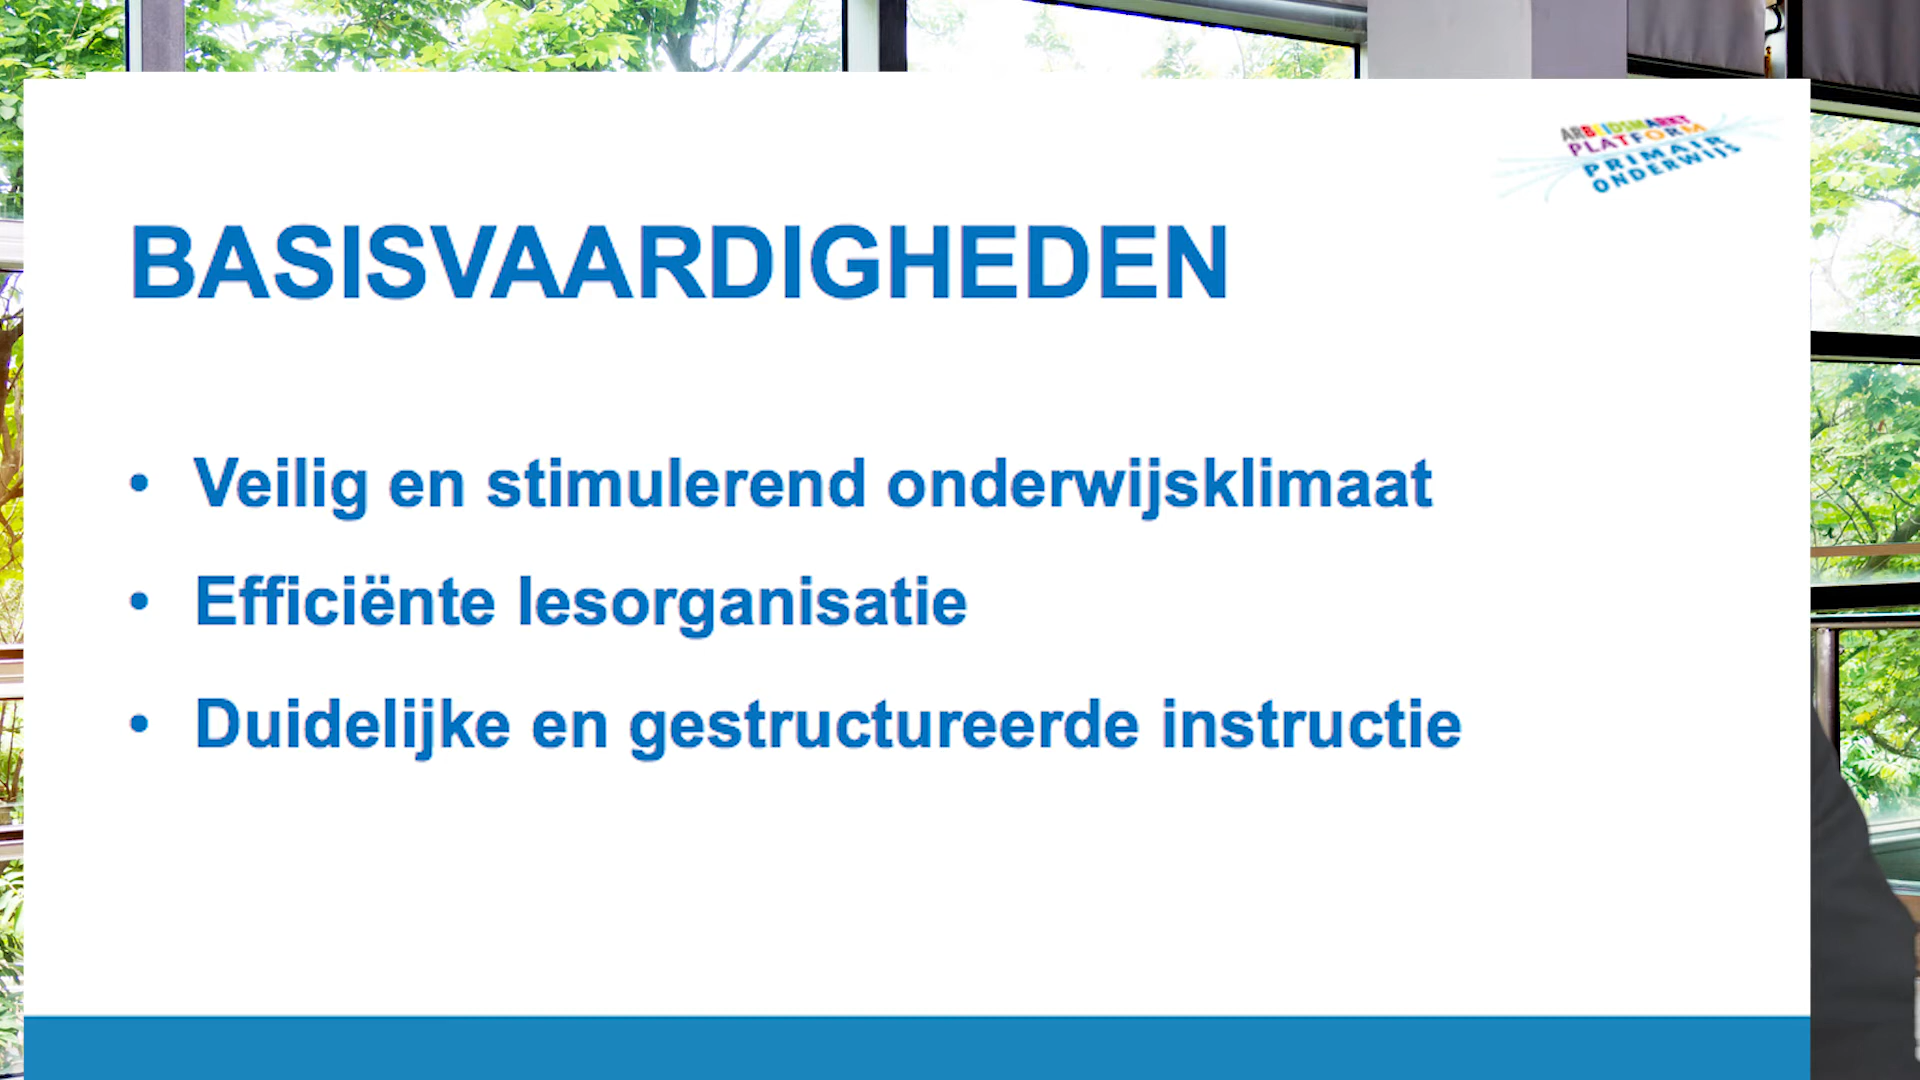 ARBEIDSMARKT
PLATFORM
PRIMAIR
ONDERWIJS
BASISVAARDIGHEDEN
• Veilig en stimulerend onderwijsklimaat
• Efficiënte lesorganisatie
• Duidelijke en gestructureerde instructie